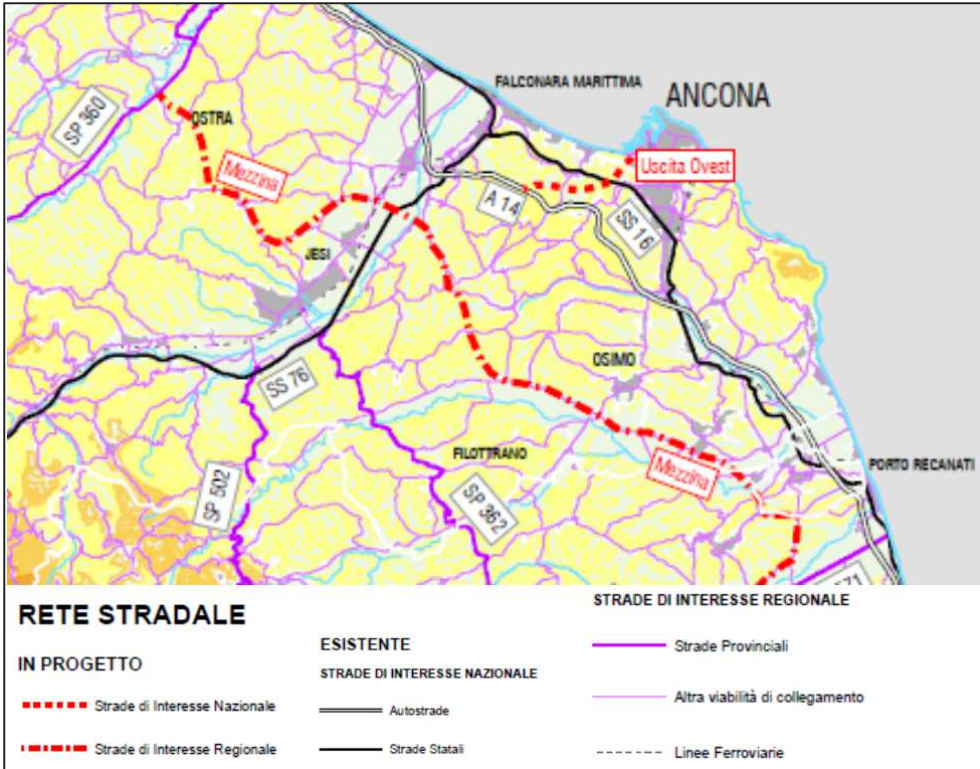 FALCONARA MARITTIMA
ANCONA
SP 360
OSTRA
Mezzina
Uscita Ovest
A 14
SS 16
JESI
OSIMO
SS 76
FILOTTRANO
Mezzina
PORTO RECANATI
SP 502
SP 362
571
RETE STRADALE
IN PROGETTO
Strade di Interesse Nazionale
Strade di Interesse Regionale
ESISTENTE
STRADE DI INTERESSE NAZIONALE
Autostrade
Strade Statali
STRADE DI INTERESSE REGIONALE
Strade Provinciali
Altra viabilità di collegamento
Linee Ferroviarie